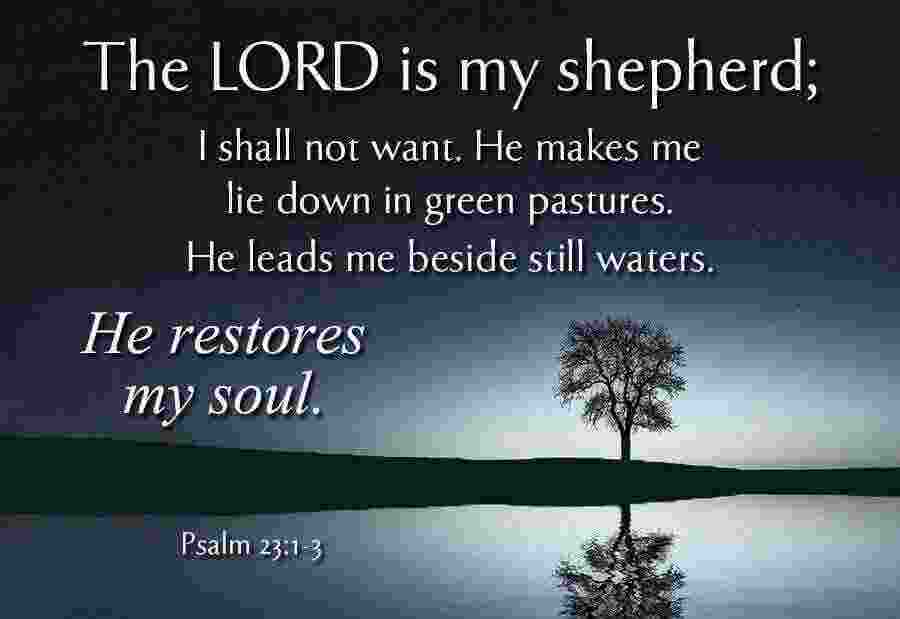 The LORD is my shepherd;
I shall not want. He makes me
lie down in green pastures.
He leads me beside still waters.
He restores
my soul.
Psalm 23:1-3